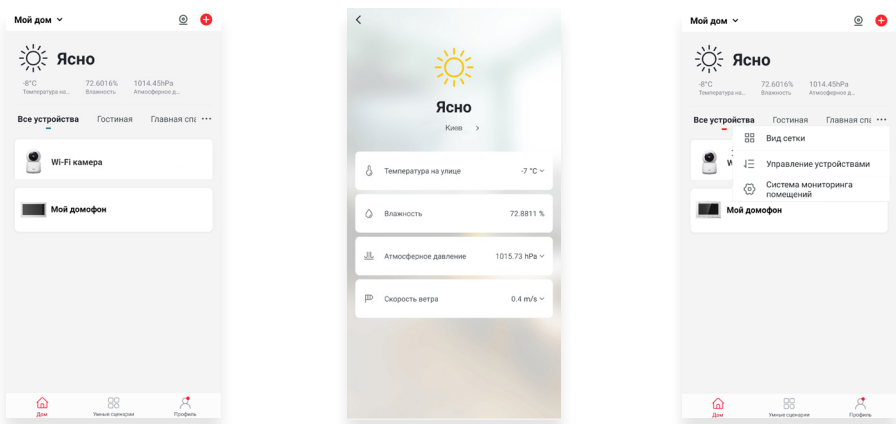 Мой дом
Ясно
-8°C 72.6016% 1014.45hPa
Температура на... Влажность Атмосферное д...
Все устройства Гостиная Главная спа ...
Wi-Fi камера
Мой домофон
Дом Умные сценарии Профиль
Ясно
Киев
Температура на улице -7 °C
Влажность 72.8811 %
Атмосферное давление 1015.73 hPa
Скорость ветра 0.4 m/s
Мой дом
Ясно
-8°C 72.6016% 1014.45hPa
Температура на... Влажность Атмосферное д...
Все устройства Гостиная Главная спа ...
Вид сетки
Управление устройствами
Система мониторинга
помещений
Мой домофон
Дом Умные сценарии Профиль